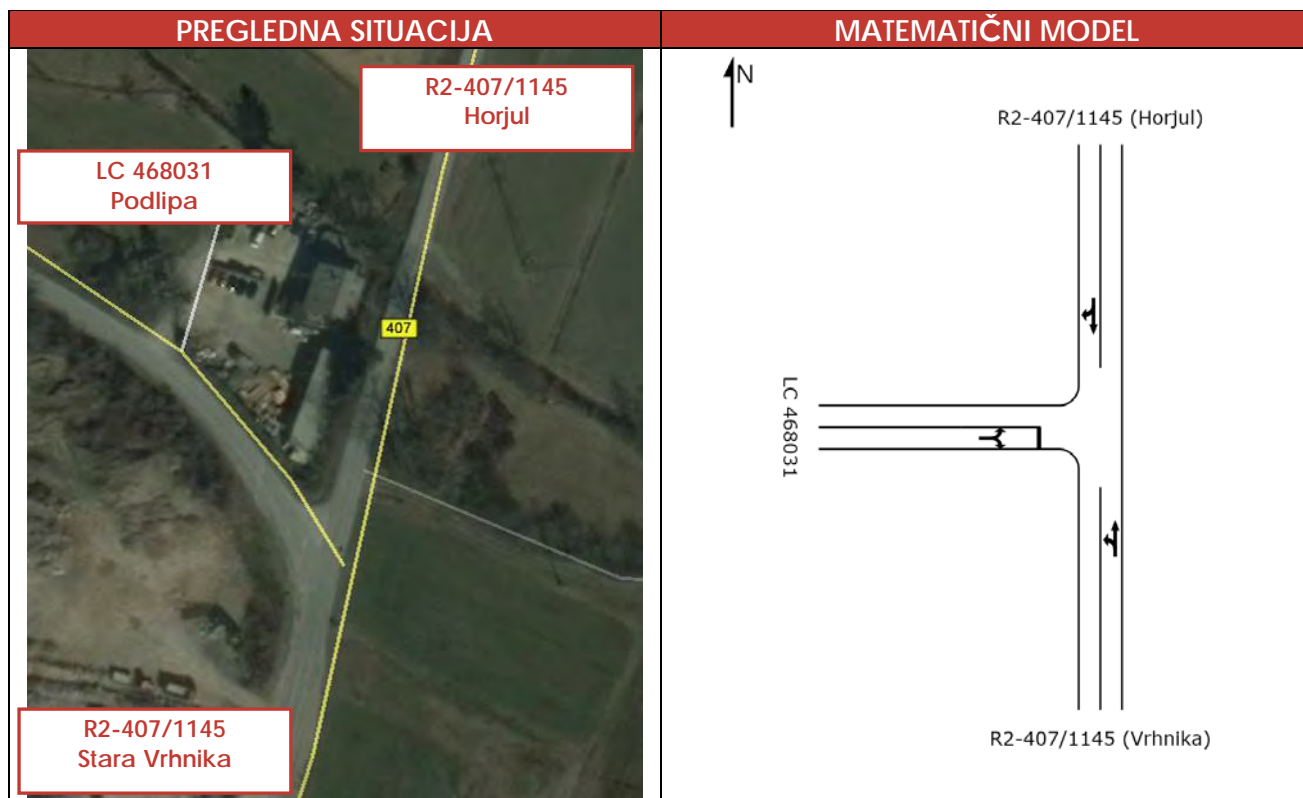 PREGLEDNA SITUACIJA
MATEMATIČNI MODEL
R2-407/1145
Horjul
LC 468031
Podlipa
407
R2-407/1145
Stara Vrhnika
N
R2-407/1145 (Horjul)
LC 468031
R2-407/1145 (Vrhnika)